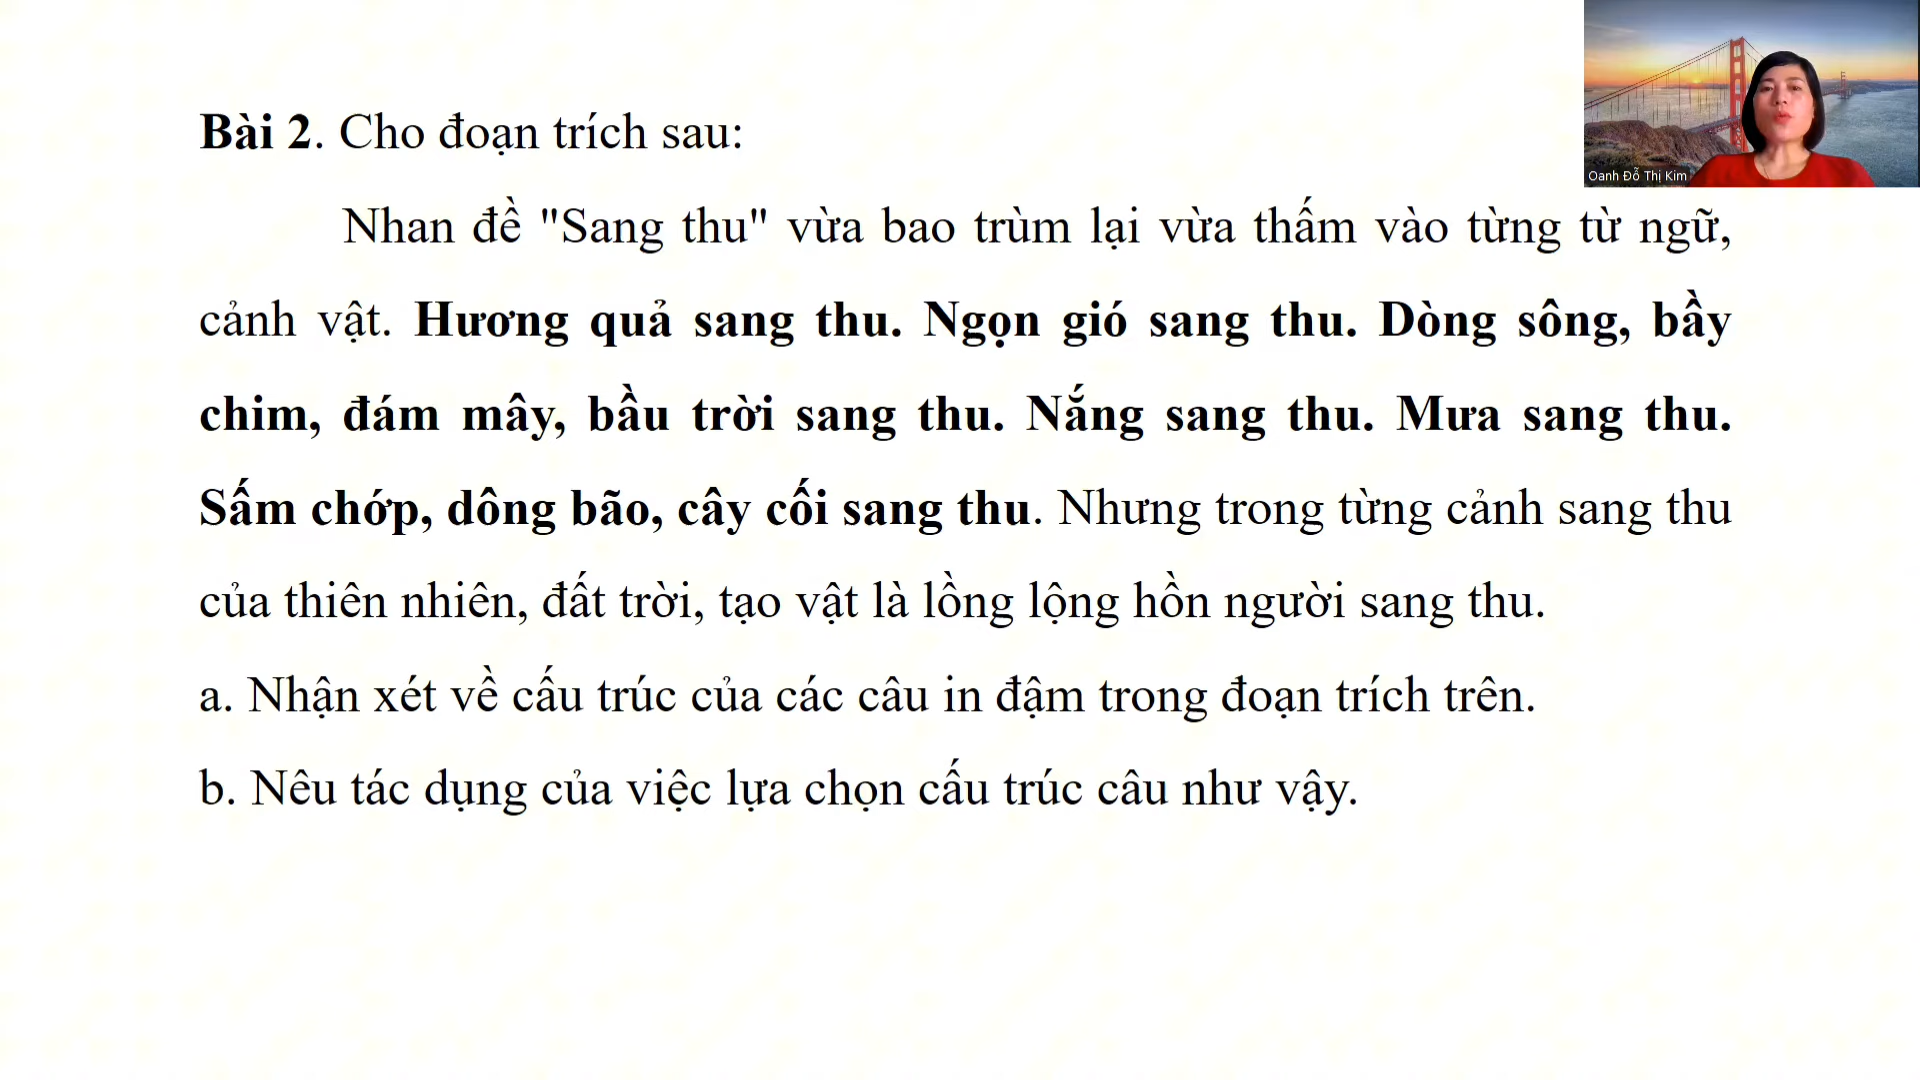 Oanh Đỗ Thị Kim
Bài 2. Cho đoạn trích sau:
Nhan đề "Sang thu" vừa bao trùm lại vừa thấm vào từng từ ngữ,
cảnh vật. Hương quả sang thu. Ngọn gió sang thu. Dòng sông, bầy
chim, đám mây, bầu trời sang thu. Nắng sang thu. Mưa sang thu.
Sấm chớp, dông bão, cây cối sang thu. Nhưng trong từng cảnh sang thu
của thiên nhiên, đất trời, tạo vật là lồng lộng hồn người sang thu.
a. Nhận xét về cấu trúc của các câu in đậm trong đoạn trích trên.
b. Nêu tác dụng của việc lựa chọn cấu trúc câu như vậy.